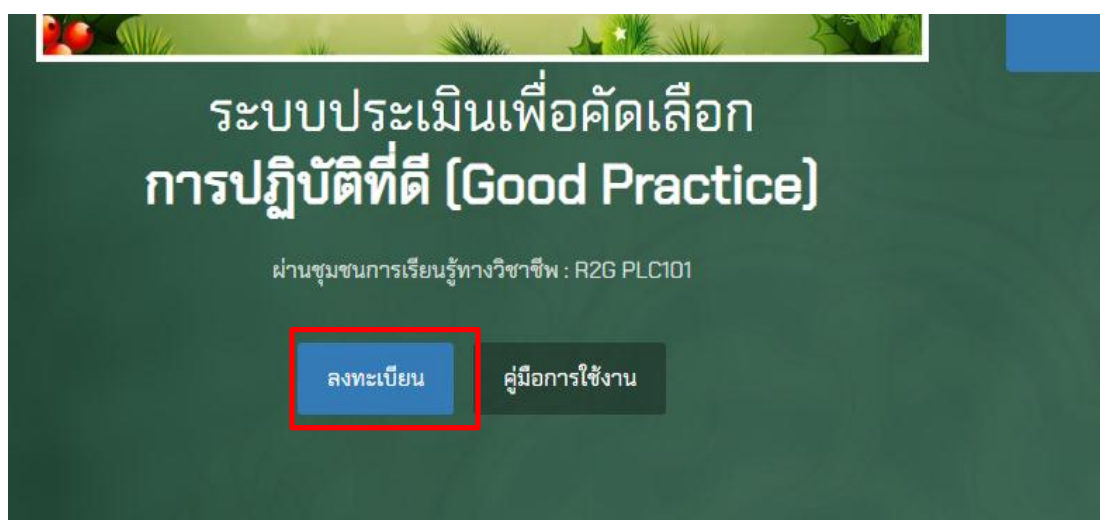 ระบบประเมินเพื่อคัดเลือก
การปฏิบัติที่ดี (Good Practice)
ผ่านชุมชนการเรียนรู้ทางวิชาชีพ : R2G PLC101
ลงทะเบียน คู่มือการใช้งาน